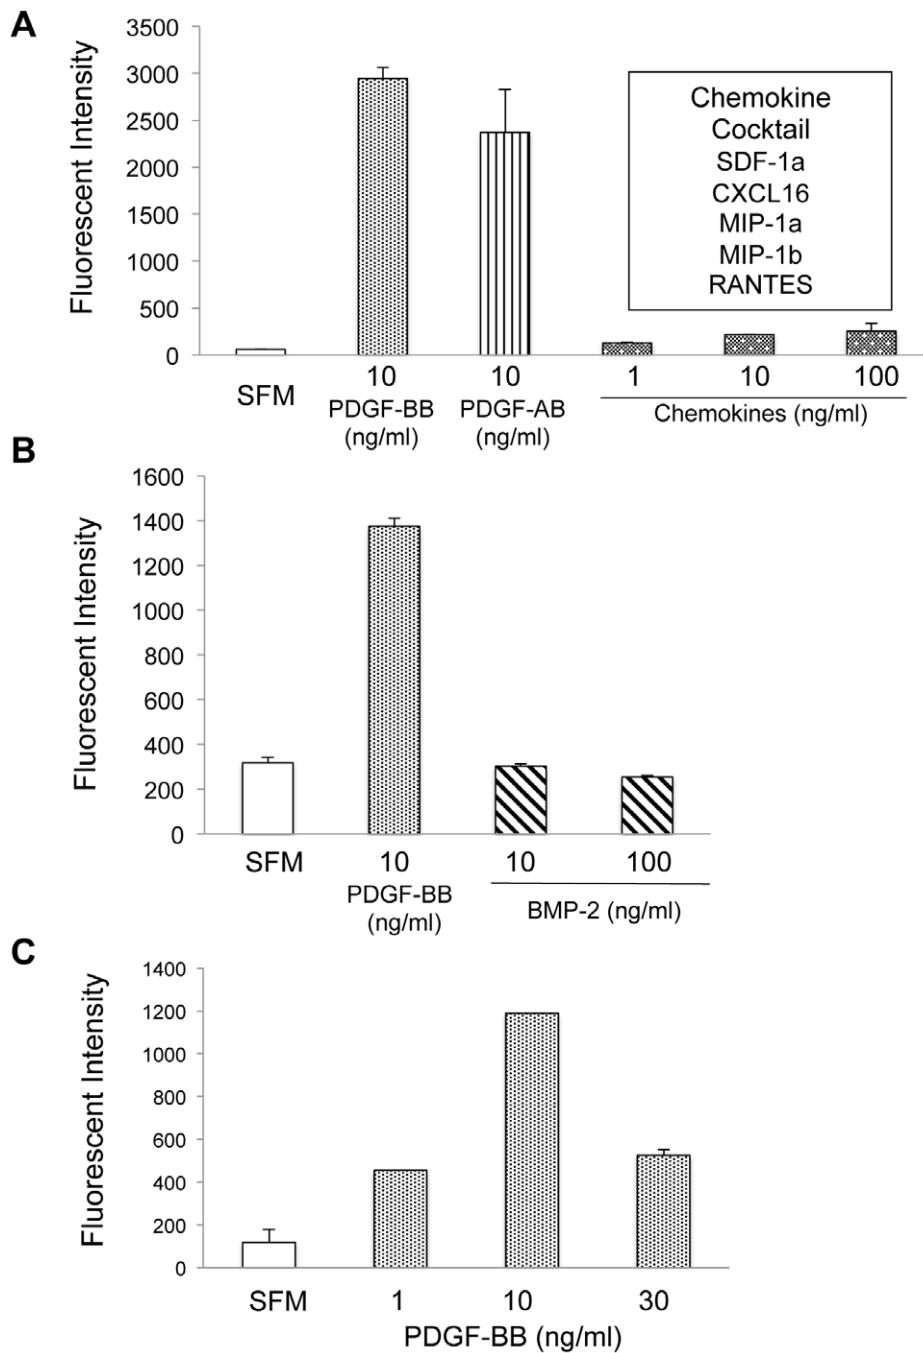 A
Fluorescent Intensity
3500
3000
2500
2000
1500
1000
500
0
Chemokine
Cocktail
SDF-1a
CXCL16
MIP-1a
MIP-1b
RANTES
SFM
10
PDGF-BB
(ng/ml)
10
PDGF-AB
(ng/ml)
1 10 100
Chemokines (ng/ml)
B
Fluorescent Intensity
1600
1400
1200
1000
800
600
400
200
0
SFM
10
PDGF-BB
(ng/ml)
10 100
BMP-2 (ng/ml)
C
Fluorescent Intensity
1400
1200
1000
800
600
400
200
0
SFM 1 10 30
PDGF-BB (ng/ml)